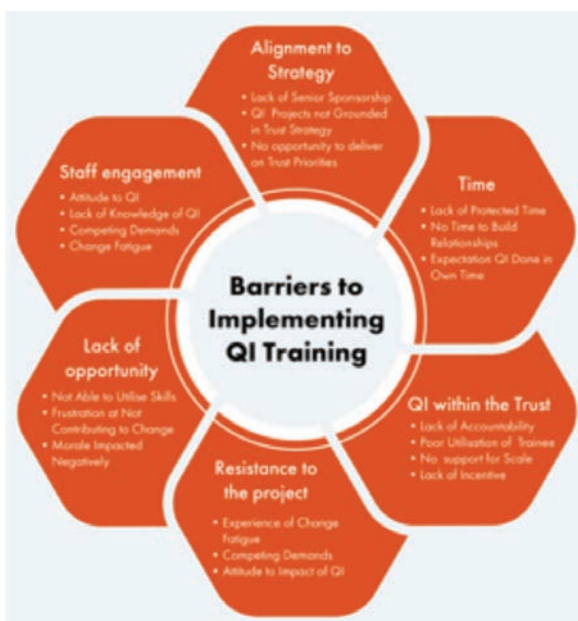 Alignment to
Strategy
• Lack of Senior Sponsorship
• QI Projects not Grounded
in Trust Strategy
• No opportunity to deliver
on Trust Priorities
Time
• Lack of Protected Time
• No Time to Build
Relationships
• Expectation QI Done in
Own Time
QI within the Trust
• Lack of Accountability
• Poor Utilisation of Trainee
• No support for Scale
• Lack of Incentive
Resistance to
the project
• Experience of Change
Fatigue
• Competing Demands
• Attitude to Impact of QI
Lack of
opportunity
• Not Able to Utilise Skills
• Frustration at Not
Contributing to Change
• Morale Impacted
Negatively
Staff engagement
• Attitude to QI
• Lack of Knowledge of QI
• Competing Demands
• Change Fatigue
Barriers to
Implementing
QI Training